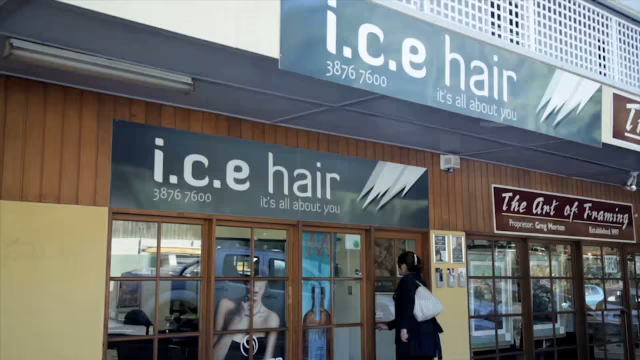 i.c.e hair
3876 7600
it's all about you
i.c.e hair
3876 7600
it's all about you
The Art of Framing
Proprietor: Greg Morton
Established 1997